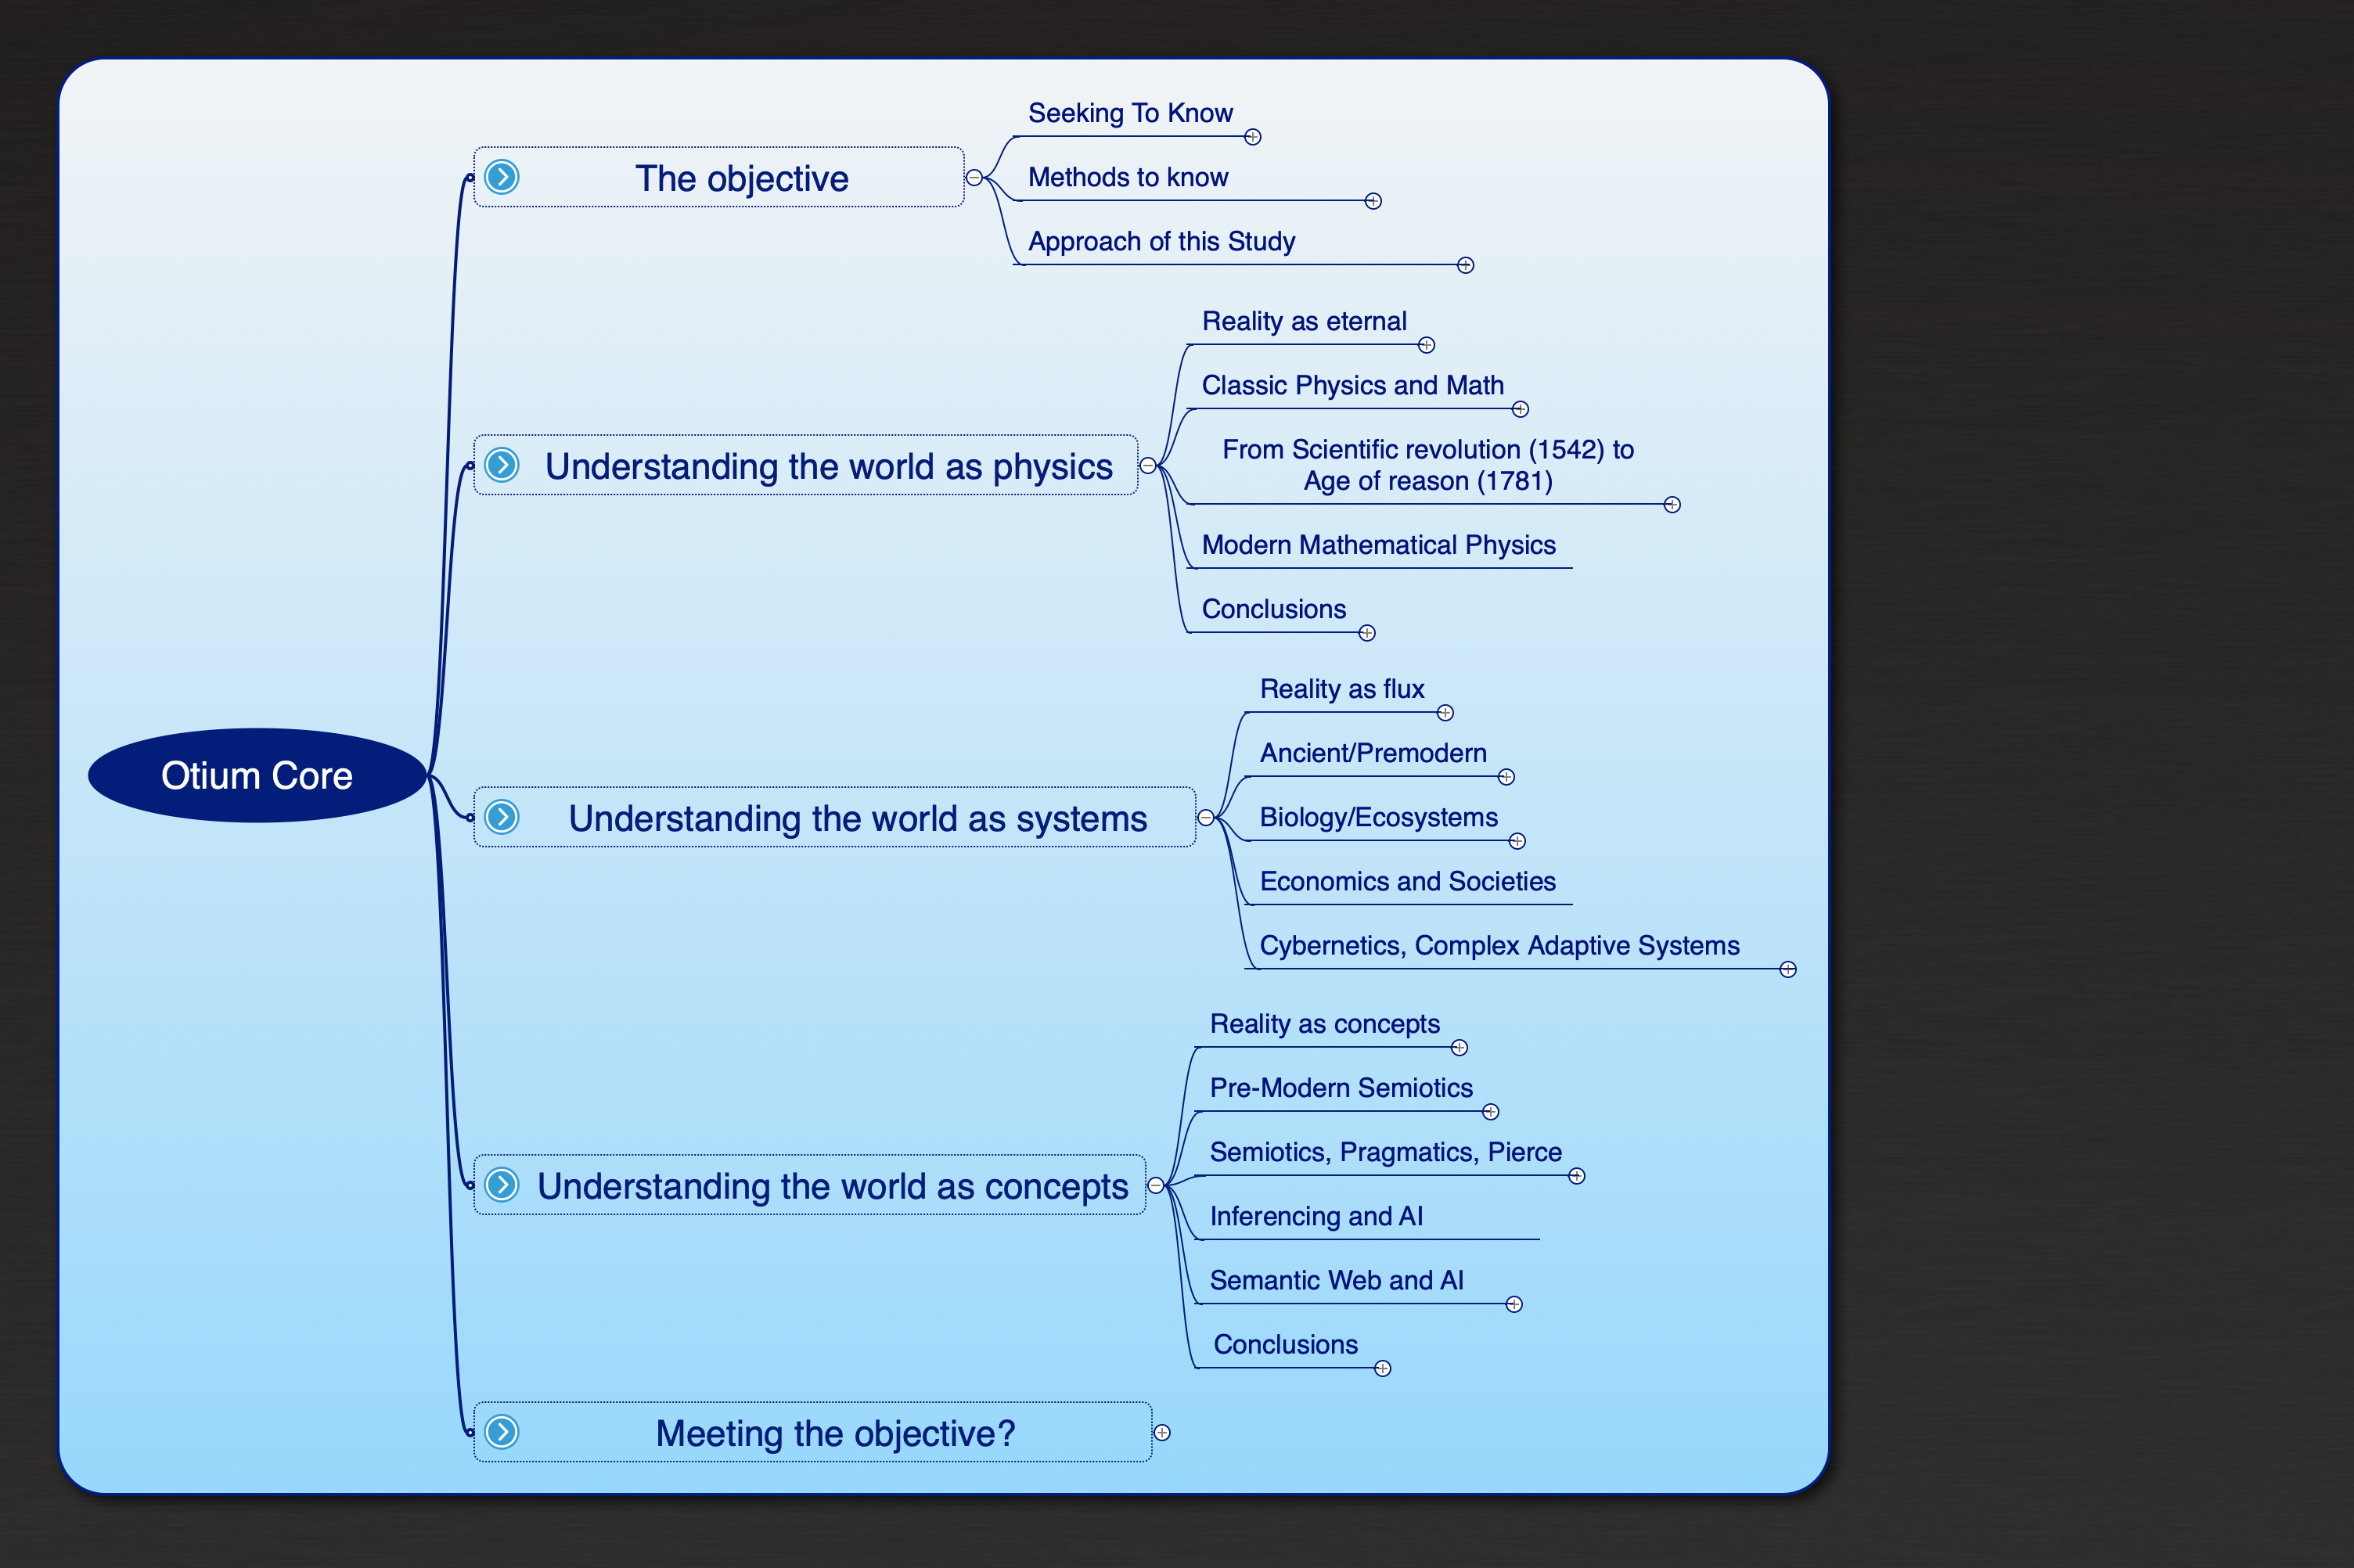 Otium Core
The objective
Seeking To Know
Methods to know
Approach of this Study
Understanding the world as physics
Reality as eternal
Classic Physics and Math
From Scientific revolution (1542) to
Age of reason (1781)
Modern Mathematical Physics
Conclusions
Understanding the world as systems
Reality as flux
Ancient/Premodern
Biology/Ecosystems
Economics and Societies
Cybernetics, Complex Adaptive Systems
Understanding the world as concepts
Reality as concepts
Pre-Modern Semiotics
Semiotics, Pragmatics, Pierce
Inferencing and AI
Semantic Web and AI
Conclusions
Meeting the objective?